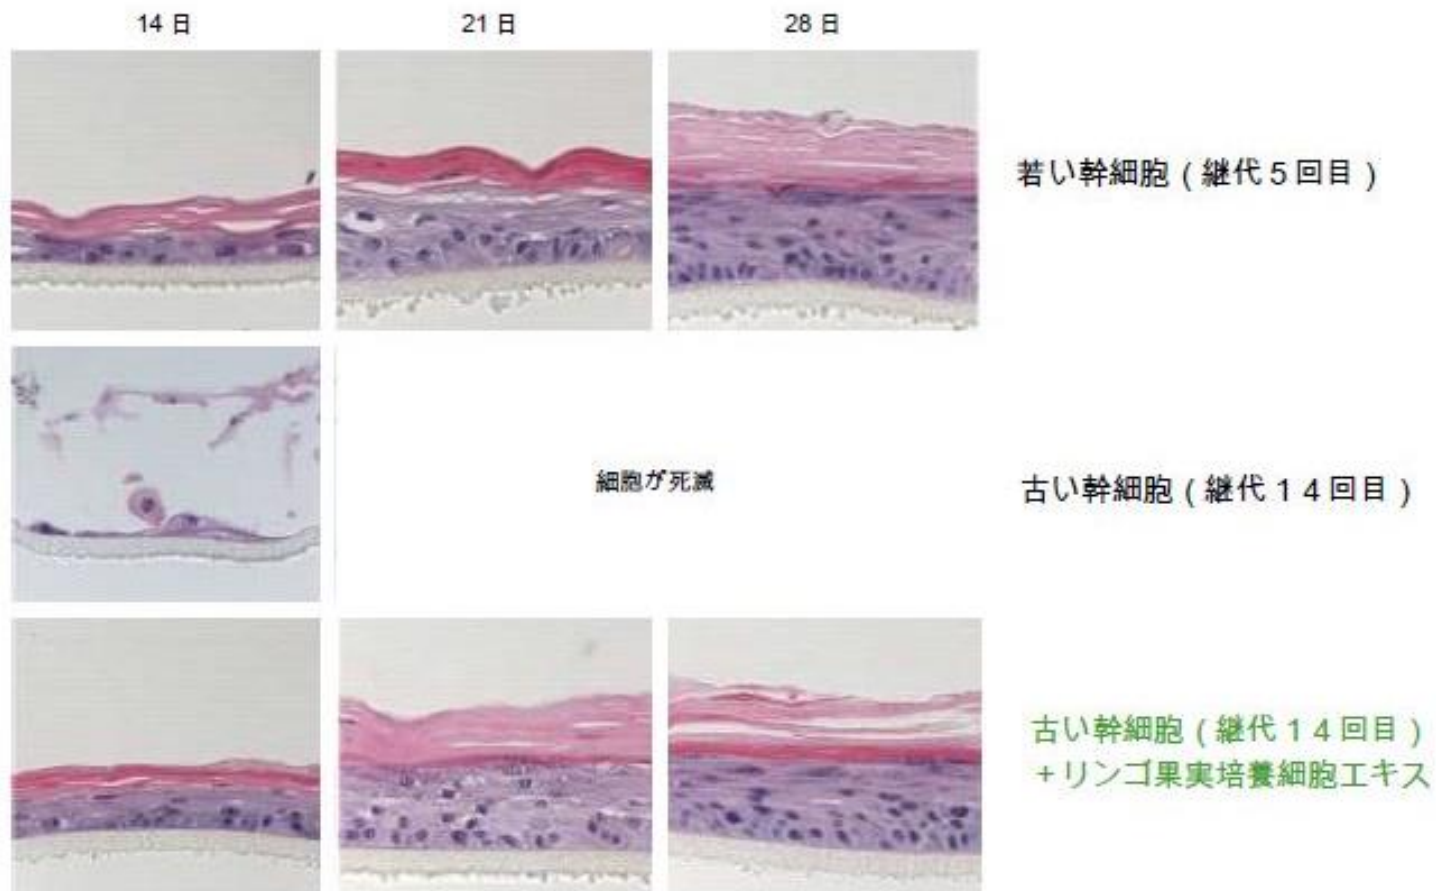 14 日
21 日
28 日
若い幹細胞 ( 継代 5 回目 )
細胞が死滅
古い幹細胞 ( 継代 1 4 回目 )
古い幹細胞 ( 継代 1 4 回目 )
+ リンゴ果実培養細胞エキス